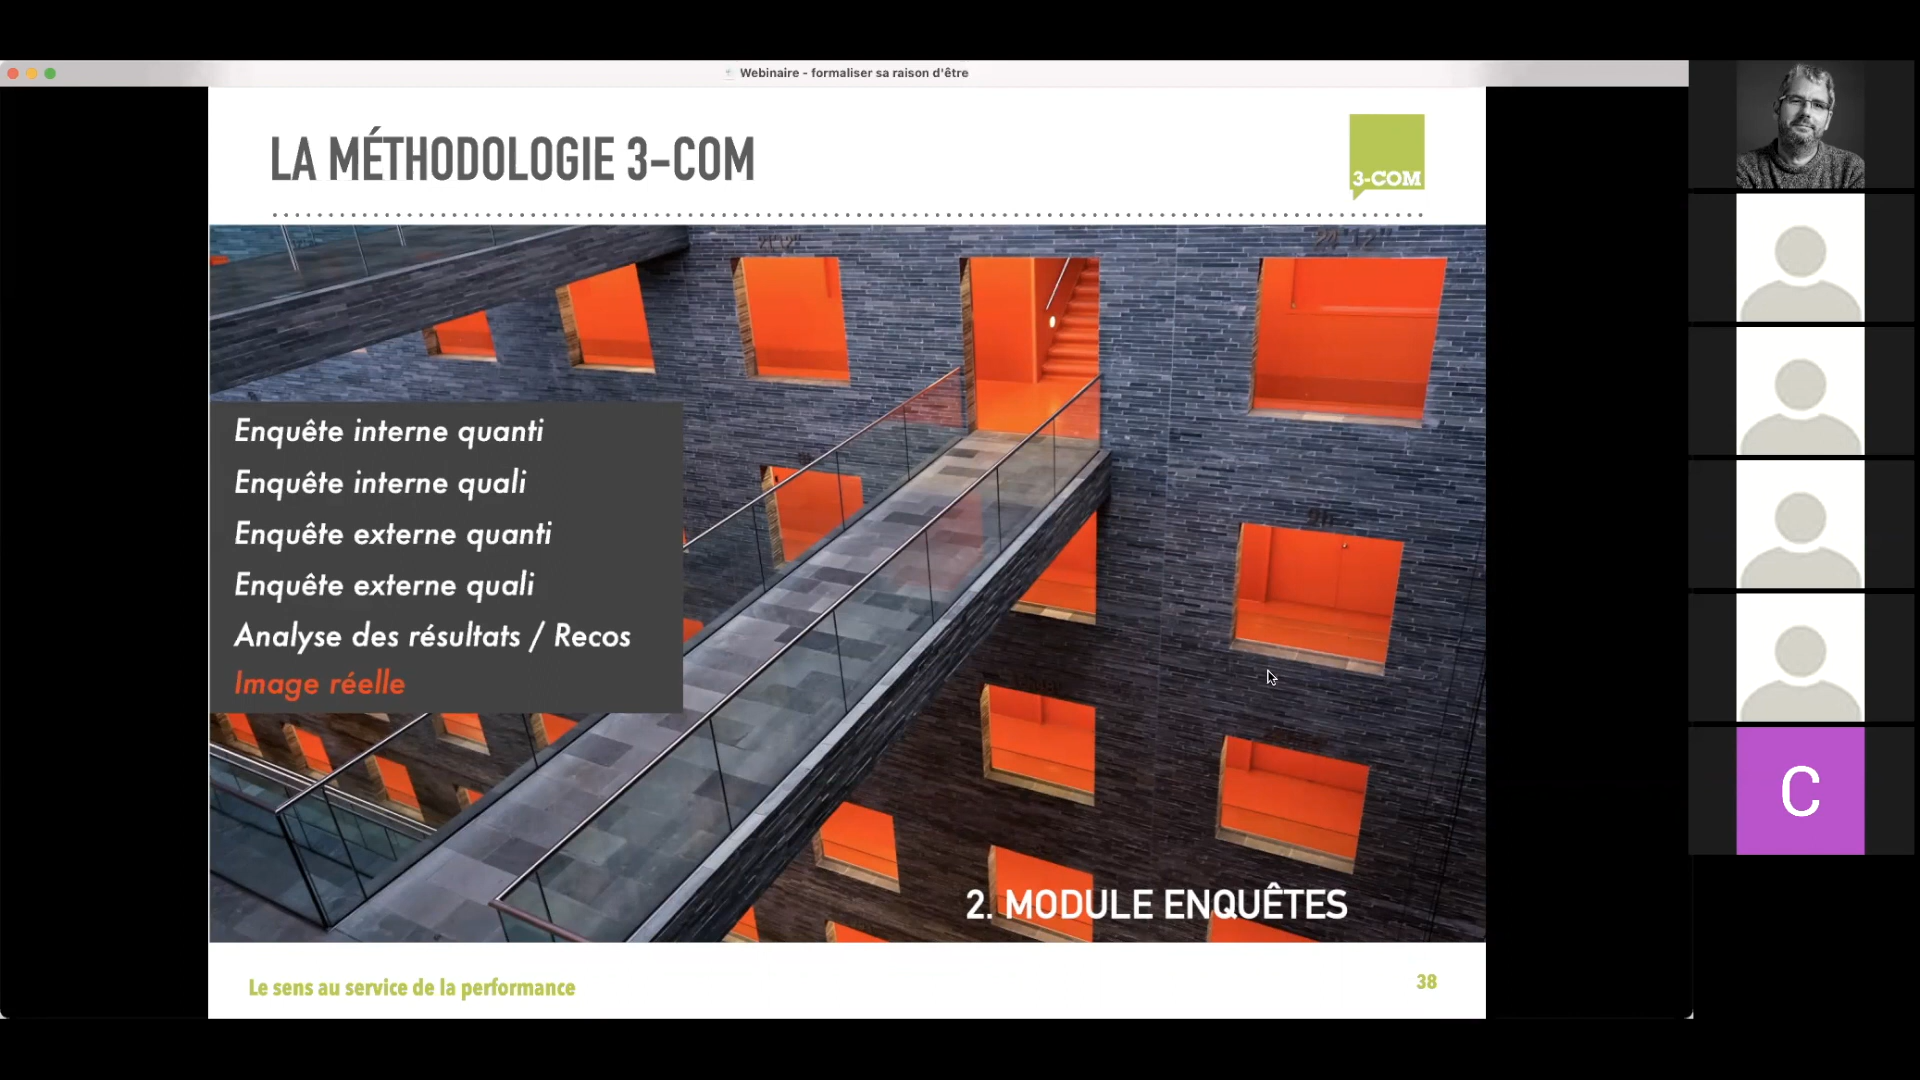 Webinaire - formaliser sa raison d'être
LA MÉTHODOLOGIE 3-COM
3-COM
Enquête interne quanti
Enquête interne quali
Enquête externe quanti
Enquête externe quali
Analyse des résultats / Recos
Image réelle
2. MODULE ENQUÊTES
Le sens au service de la performance
38
C